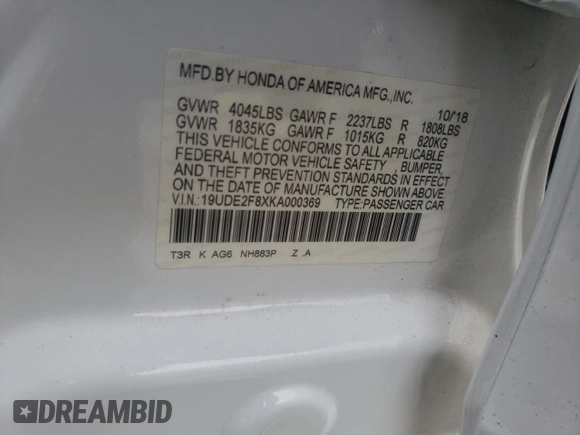 MFD.BY HONDA OF AMERICA MFG.,INC.
10/'18
GVWR 4045LBS GAWR F 2237LBS R 1808LBS
GVWR 1835KG GAWR F 1015KG R 820KG
THIS VEHICLE CONFORMS TO ALL APPLICABLE
FEDERAL MOTOR VEHICLE SAFETY , BUMPER,
AND THEFT PREVENTION STANDARDS IN EFFECT
ON THE DATE OF MANUFACTURE SHOWN ABOVE.
V.I.N.:19UDE2F8XKA000369 TYPE:PASSENGER CAR
T3R K AG6 NH883P .Z .A
DREAMBID